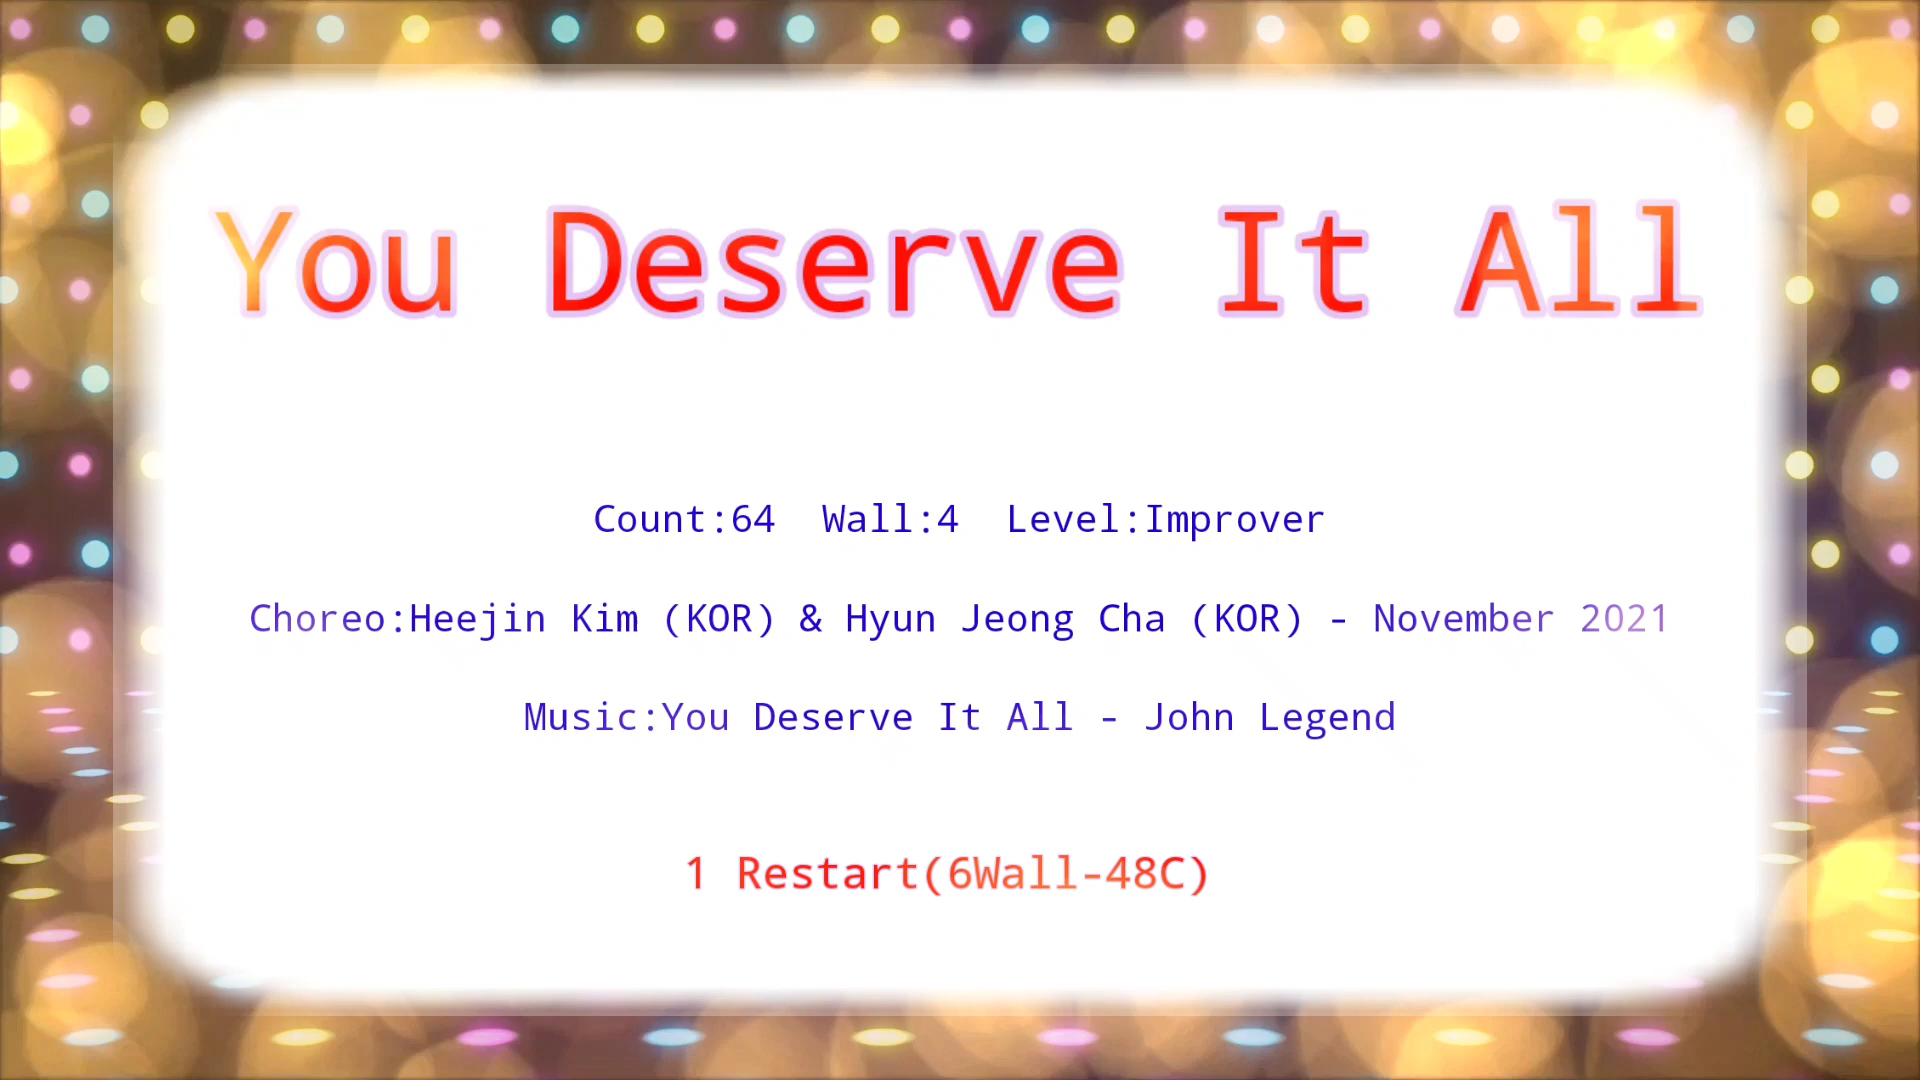 You Deserve It All
Count:64  Wall:4  Level:Improver
Choreo:Heejin Kim (KOR) & Hyun Jeong Cha (KOR) - November 2021
Music:You Deserve It All - John Legend
1 Restart(6Wall-48C)